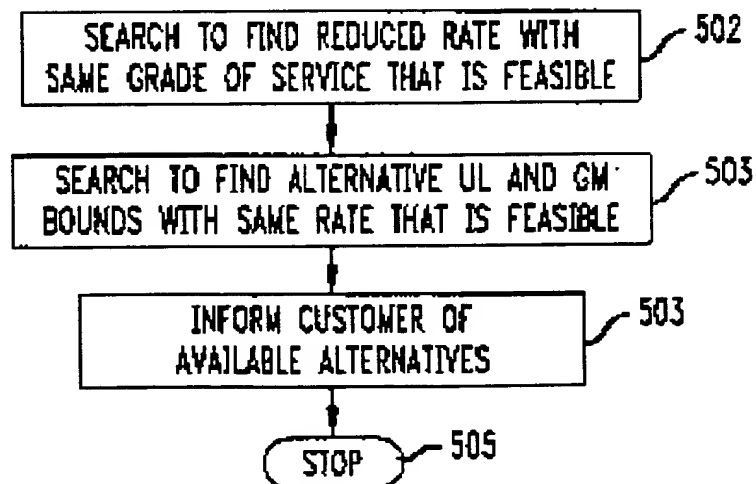 SEARCH TO FIND REDUCED RATE WITH
SAME GRADE OF SERVICE THAT IS FEASIBLE
502
SEARCH TO FIND ALTERNATIVE UL AND GM
BOUNDS WITH SAME RATE THAT IS FEASIBLE
503
INFORM CUSTOMER OF
AVAILABLE ALTERNATIVES
503
STOP
505